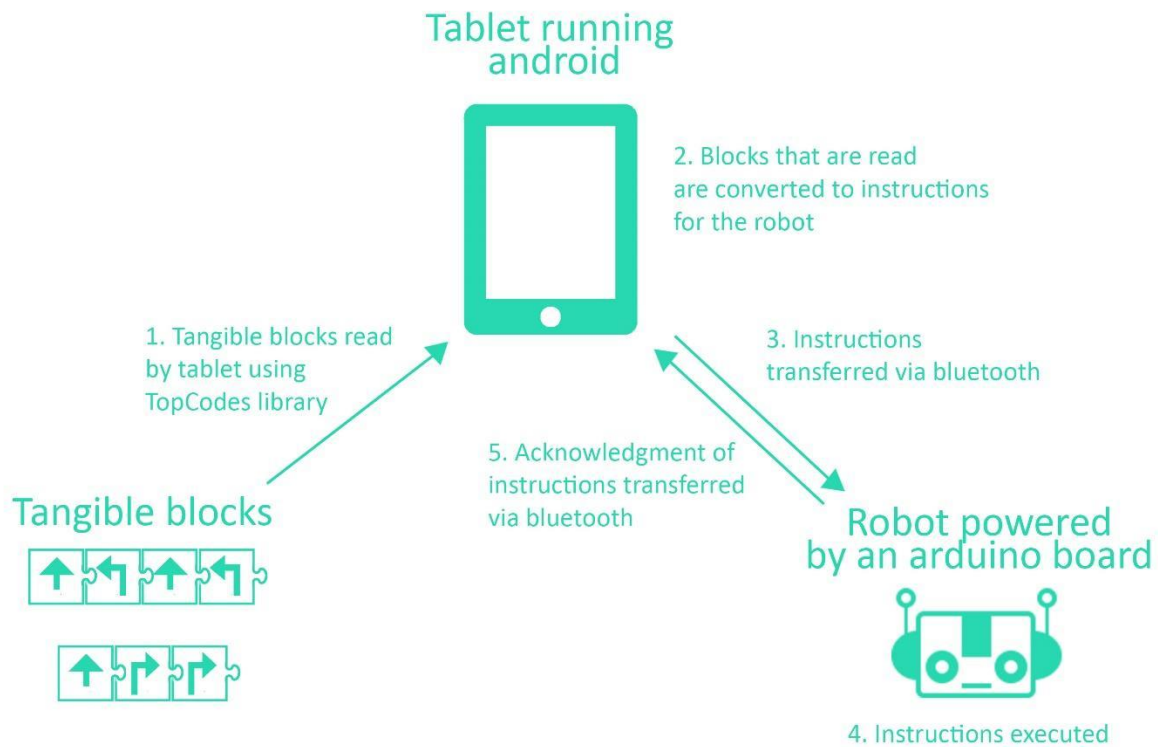 Tablet running
android
2. Blocks that are read
are converted to instructions
for the robot
1. Tangible blocks read
by tablet using
TopCodes library
3. Instructions
transferred via bluetooth
5. Acknowledgment of
instructions transferred
via bluetooth
Tangible blocks
Robot powered
by an arduino board
4. Instructions executed